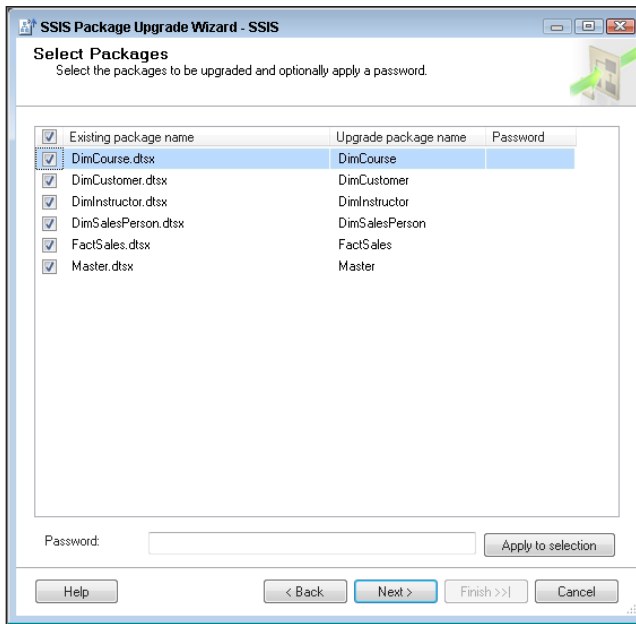 SSIS Package Upgrade Wizard - SSIS
Select Packages
Select the packages to be upgraded and optionally apply a password.
Existing package name Upgrade package name Password
DimCourse.dtsx DimCourse
DimCustomer.dtsx DimCustomer
DimInstructor.dtsx DimInstructor
DimSalesPerson.dtsx DimSalesPerson
FactSales.dtsx FactSales
Master.dtsx Master
Password: Apply to selection
Help < Back Next > Finish >>| Cancel